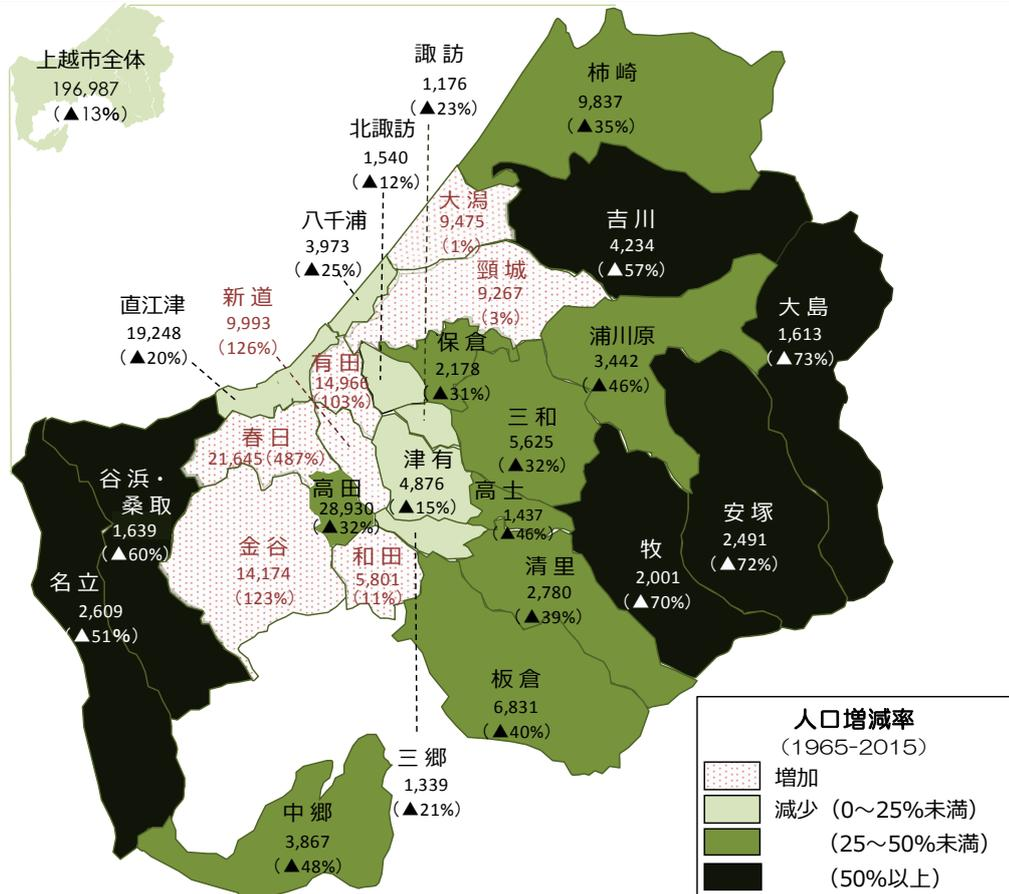 上越市全体
196,987
（▲13%）
諏訪
1,176
（▲23%）
北諏訪
1,540
（▲12%）
八千浦
3,973
（▲25%）
直江津
19,248
（▲20%）
新道
9,993
（126%）
柿崎
9,837
（▲35%）
大潟
9,475
（1%）
吉川
4,234
（▲57%）
頸城
9,267
（3%）
大島
1,613
（▲73%）
浦川原
3,442
（▲46%）
保倉
2,178
（▲31%）
有田
14,966
（103%）
三和
5,625
（▲32%）
春日
21,645（487%）
津有
4,876
（▲15%）
高田
28,930
（▲32%）
高士
1,437
（▲46%）
谷浜・
桑取
1,639
（▲60%）
安塚
2,491
（▲72%）
金谷
14,174
（123%）
和田
5,801
（11%）
牧
2,001
（▲70%）
清里
2,780
（▲39%）
名立
2,609
（▲51%）
板倉
6,831
（▲40%）
三郷
1,339
（▲21%）
中郷
3,867
（▲48%）
人口増減率
（1965-2015）
増加
減少（0～25%未満）
（25～50%未満）
（50%以上）